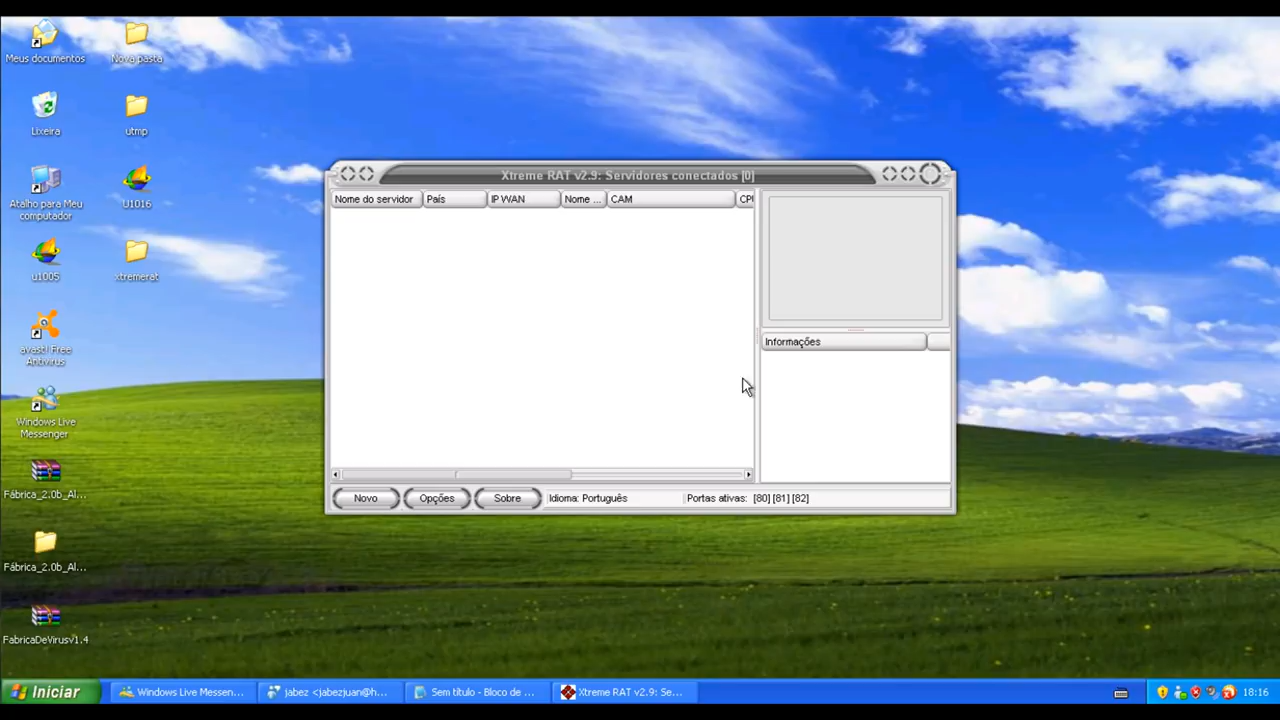 Meus documentos
Nova pasta
Lixeira
utmp
Atalho para Meu
computador
U1016
u1005
xtremerat
avast! Free
Antivirus
Windows Live
Messenger
Fábrica_2.0b_Al...
Fábrica_2.0b_Al...
FabricaDeVirusv1.4
Xtreme RAT v2.9: Servidores conectados [0]
Nome do servidor
País
IP WAN
Nome ...
CAM
CPU
Informações
Novo
Opções
Sobre
Idioma: Português
Portas ativas: [80] [81] [82]
Iniciar
Windows Live Messen...
jabez <jabezjuan@h...
Sem título - Bloco de ...
Xtreme RAT v2.9: Se...
18:16